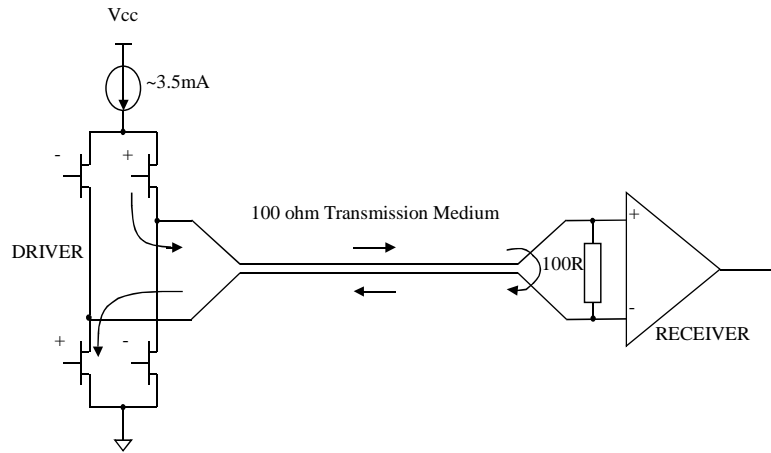 Vcc
~3.5mA
- +
100 ohm Transmission Medium
DRIVER
100R
+
-
+ -
RECEIVER